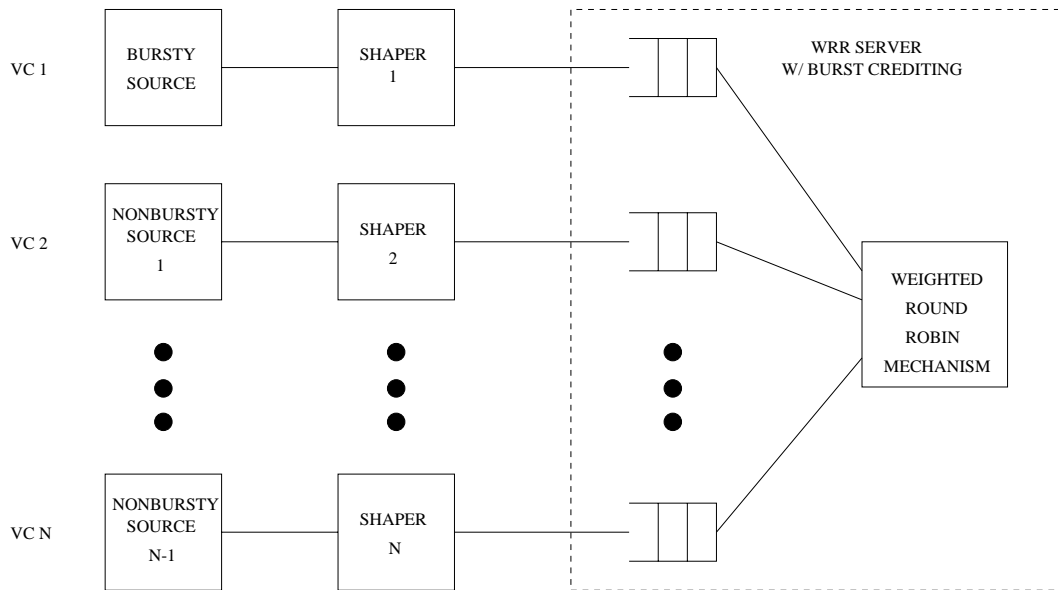 BURSTY
SOURCE
SHAPER
1
WRR SERVER
W/ BURST CREDITING
VC 1
NONBURSTY
SOURCE
1
SHAPER
2
VC 2
WEIGHTED
ROUND
ROBIN
MECHANISM
NONBURSTY
SOURCE
N-1
SHAPER
N
VC N